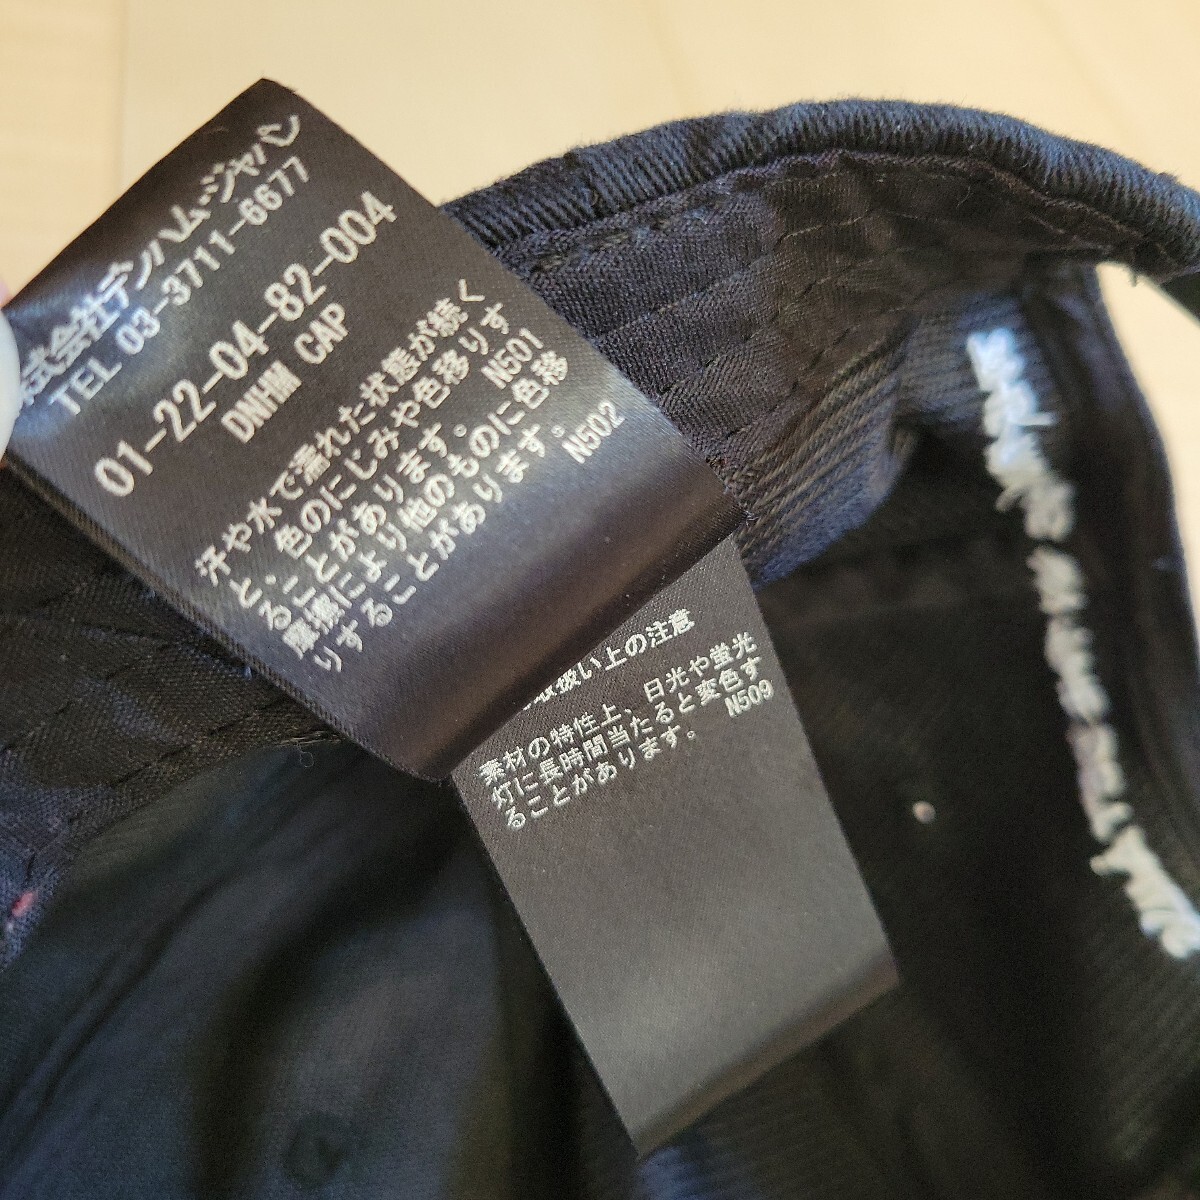 株式会社デンハム・ジャパン
TEL 03-3711-6677
01-22-04-82-004
DNHM CAP
汗や水で濡れた状態が続く
と、色のにじみや色移りす
ることがあります。 N501
摩擦により他のものに色移
りすることがあります。 N502
取扱い上の注意
素材の特性上、日光や蛍光
灯に長時間当たると変色す
ることがあります。 N509